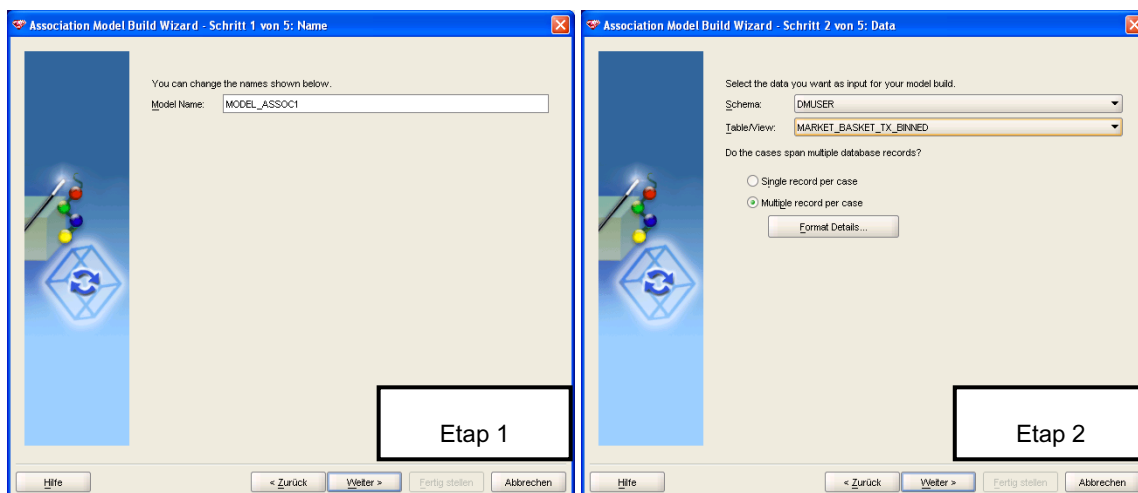 Association Model Build Wizard - Schritt 1 von 5: Name
You can change the names shown below.
Model Name: MODEL_ASSOC1
Etap 1
Hilfe < Zurück Weiter > Fertig stellen Abbrechen
Association Model Build Wizard - Schritt 2 von 5: Data
Select the data you want as input for your model build.
Schema: DMUSER
Table/View: MARKET_BASKET_TX_BINNED
Do the cases span multiple database records?
Single record per case
Multiple record per case
Format Details...
Etap 2
Hilfe < Zurück Weiter > Fertig stellen Abbrechen